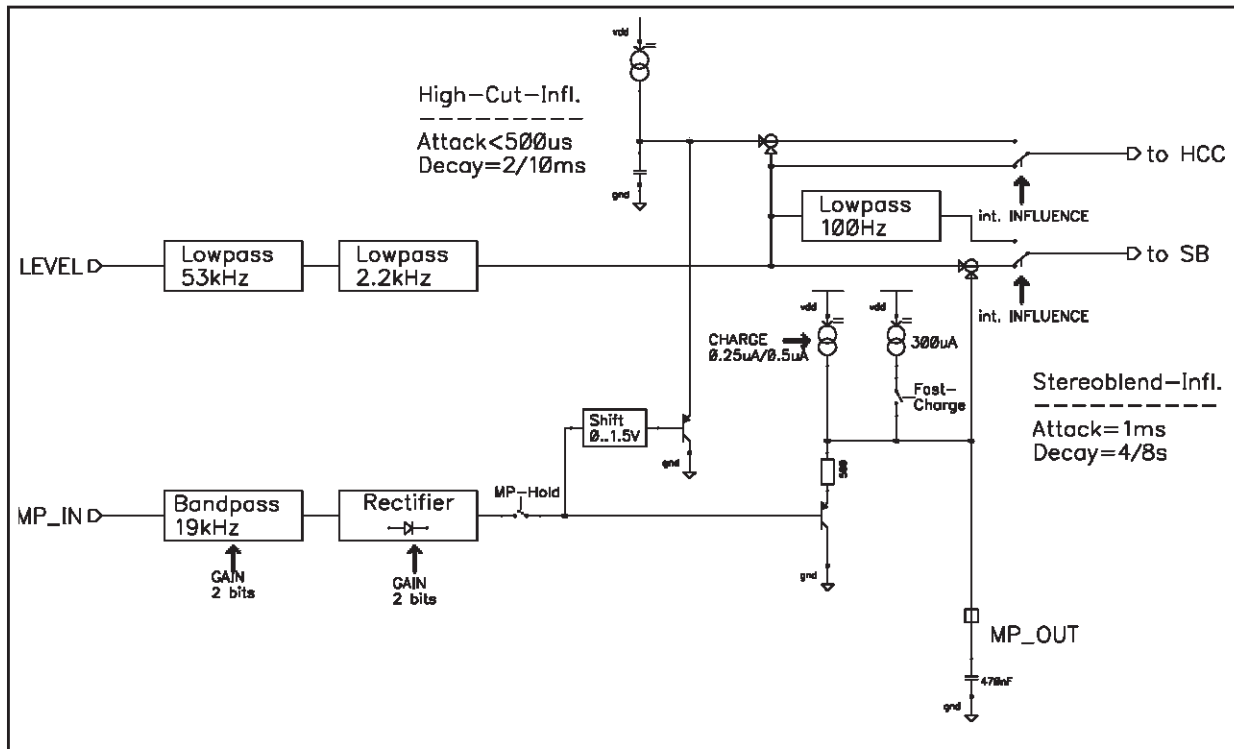 vdd
High-Cut-Infl.
Attack<500us
Decay=2/10ms
gnd
to HCC
int. INFLUENCE
Lowpass
100Hz
LEVEL
Lowpass
53kHz
Lowpass
2.2kHz
to SB
int. INFLUENCE
vdd
vdd
CHARGE
0.25uA/0.5uA
300uA
Fast-
Charge
Stereoblend-Infl.
Attack=1ms
Decay=4/8s
Shift
0..1.5V
gnd
500
MP_IN
Bandpass
19kHz
Rectifier
MP-Hold
GAIN
2 bits
GAIN
2 bits
gnd
MP_OUT
470nF
gnd